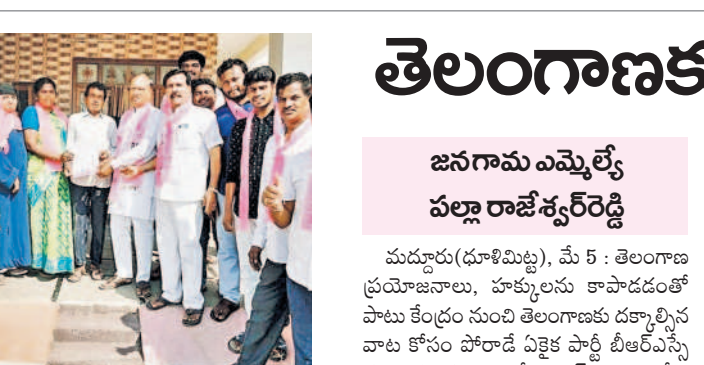 తెలంగాణక
జనగామ ఎమ్మెల్యే
పల్లా రాజేశ్వర్‌రెడ్డి
మద్దూరు(ధూళిమిట్ట), మే 5 : తెలంగాణ
ప్రయోజనాలు, హక్కులను కాపాడడంతో
పాటు కేంద్రం నుంచి తెలంగాణకు దక్కాల్సిన
వాట కోసం పోరాడే ఏకైక పార్టీ బీఆర్‌ఎస్సే